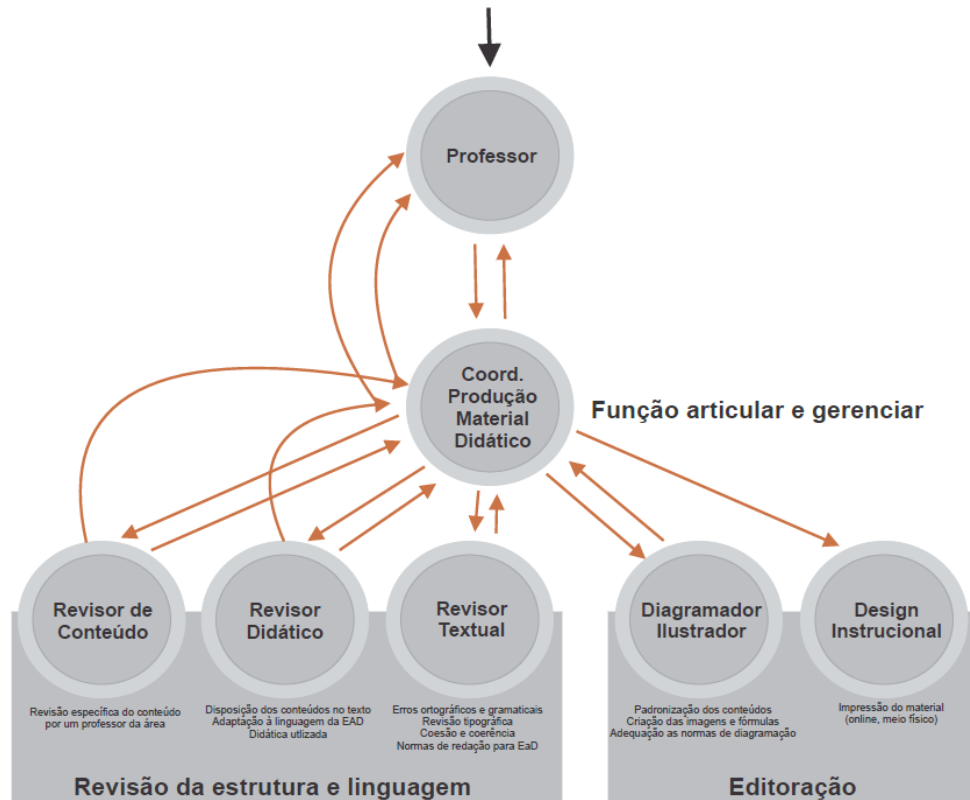 Professor
Coord.
Produção
Material
Didático
Função articular e gerenciar
Revisor de
Conteúdo
Revisor
Didático
Revisor
Textual
Diagramador
Ilustrador
Design
Instrucional
Revisão específica do conteúdo
por um professor da área
Disposição dos conteúdos no texto
Adaptação à linguagem da EAD
Didática utlizada
Erros ortográficos e gramaticais
Revisão tipográfica
Coesão e coerência
Normas de redação para EaD
Padronização dos conteúdos
Criação das imagens e fórmulas
Adequação as normas de diagramação
Impressão do material
(online, meio físico)
Revisão da estrutura e linguagem
Editoração